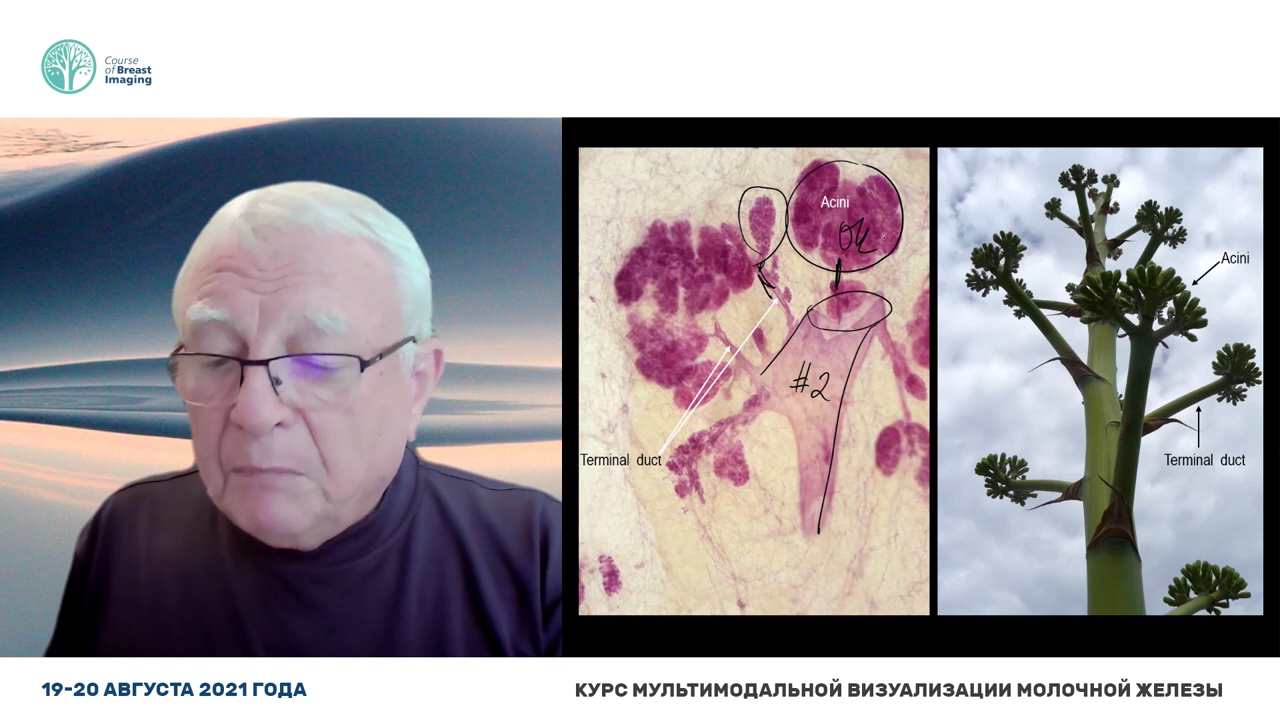 Course
of Breast
Imaging
Acini
OK
#2
Terminal duct
Acini
Terminal duct
19-20 АВГУСТА 2021 ГОДА
КУРС МУЛЬТИМОДАЛЬНОЙ ВИЗУАЛИЗАЦИИ МОЛОЧНОЙ ЖЕЛЕЗЫ